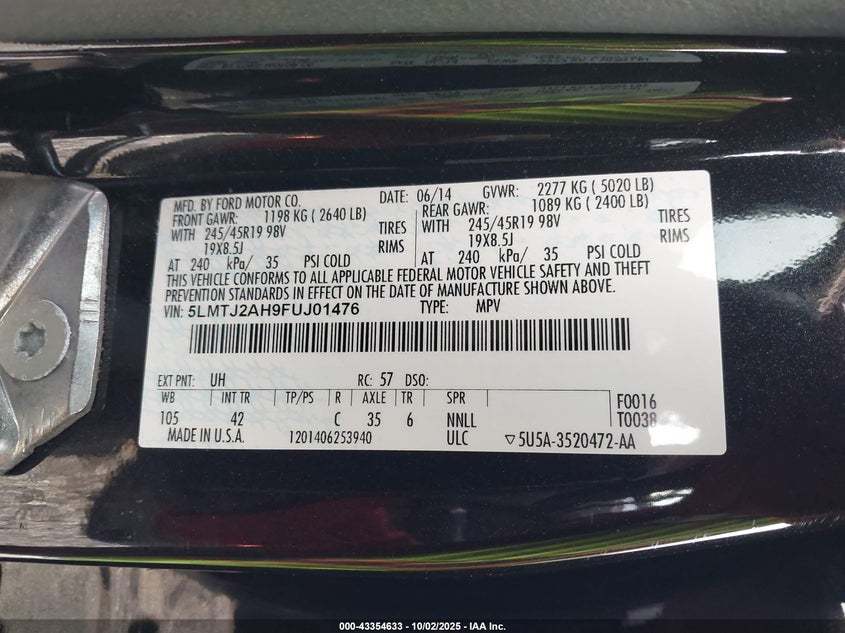 MFD. BY FORD MOTOR CO. DATE: 06/14 GVWR: 2277 KG ( 5020 LB)
FRONT GAWR: 1198 KG ( 2640 LB) REAR GAWR: 1089 KG ( 2400 LB)
WITH 245/45R19 98V TIRES WITH 245/45R19 98V TIRES
19X8.5J RIMS 19X8.5J RIMS
AT 240 kPa/ 35 PSI COLD AT 240 kPa/ 35 PSI COLD
THIS VEHICLE CONFORMS TO ALL APPLICABLE FEDERAL MOTOR VEHICLE SAFETY AND THEFT
PREVENTION STANDARDS IN EFFECT ON THE DATE OF MANUFACTURE SHOWN ABOVE.
VIN: 5LMTJ2AH9FUJ01476 TYPE: MPV
EXT PNT: UH RC: 57 DSO:
WB INT TR TP/PS R AXLE TR SPR F0016
105 42 C 35 6 NNLL T0038
MADE IN U.S.A. 1201406253940 ULC ▽5U5A-3520472-AA
000-43354633 - 10/02/2025 - IAA Inc.